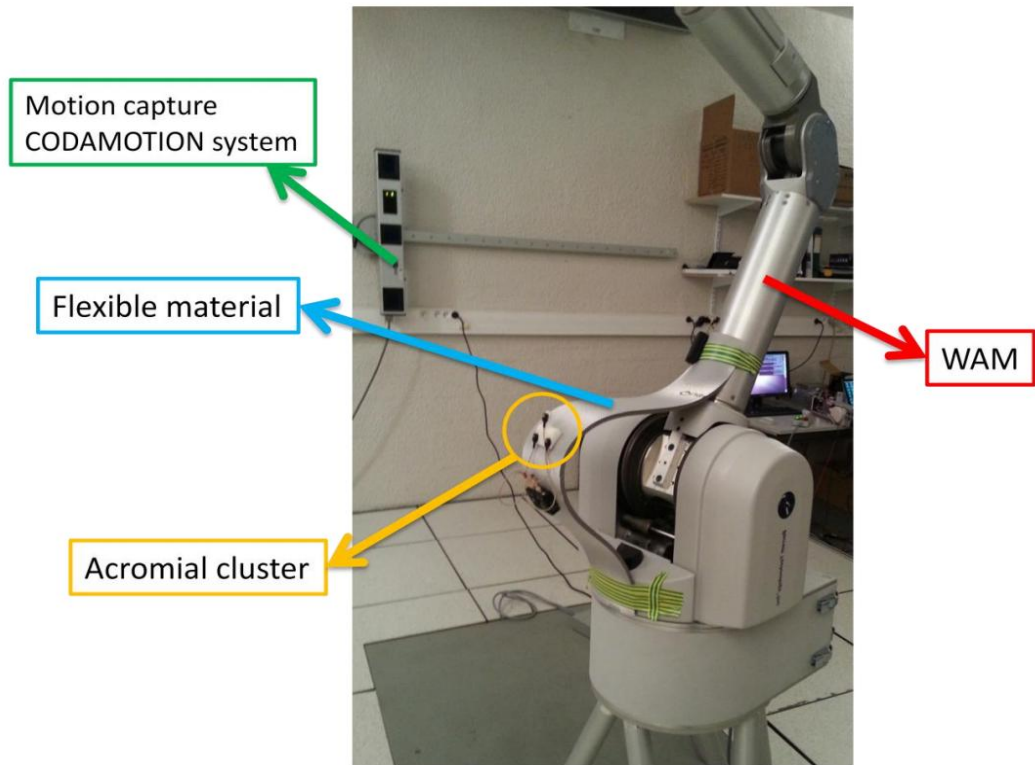 Motion capture
CODAMOTION system
Flexible material
WAM
Acromial cluster